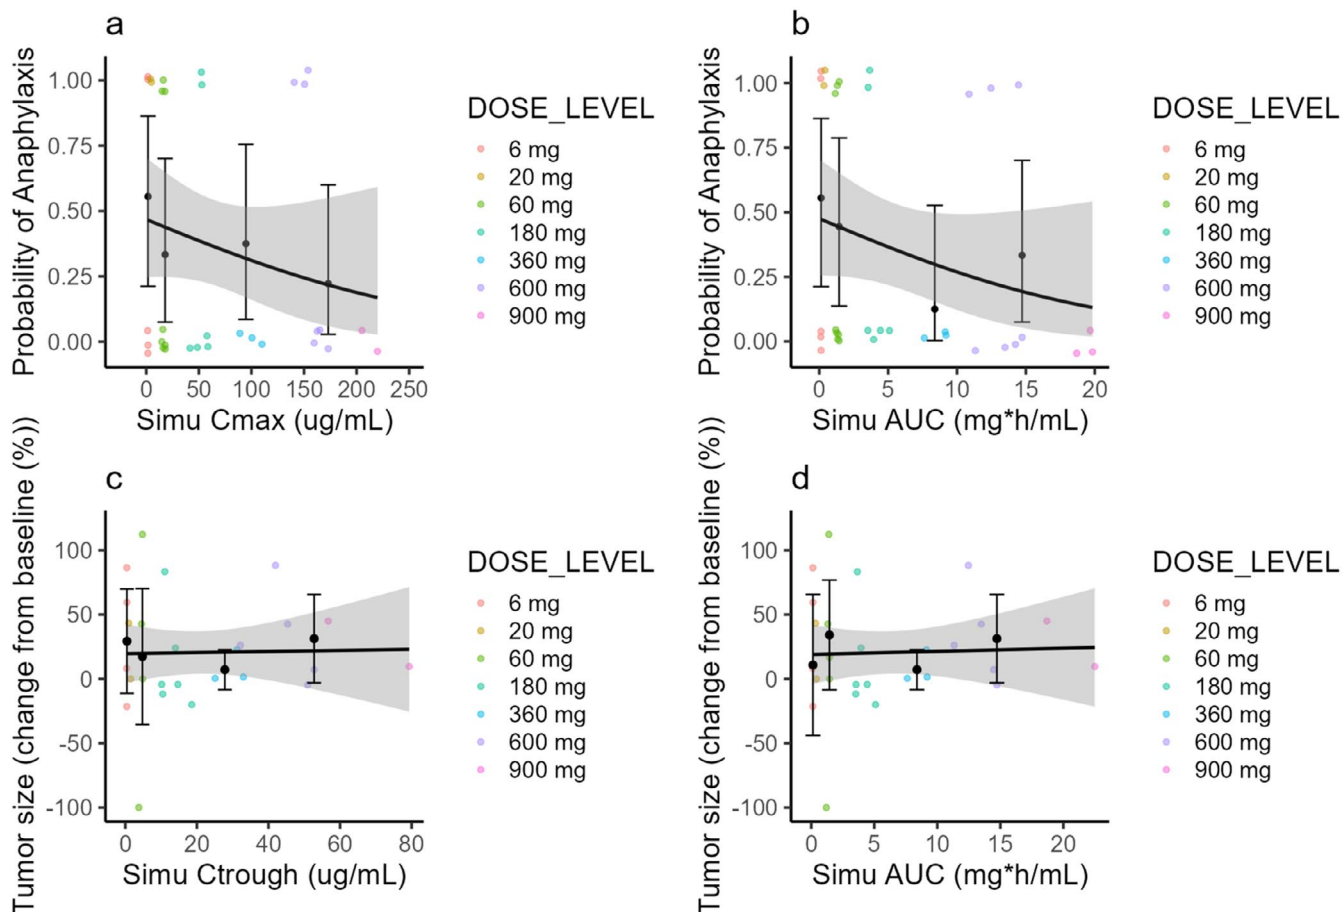 a
Probability of Anaphylaxis
1.00
0.75
0.50
0.25
0.00
0 50 100 150 200 250
Simu Cmax (ug/mL)
DOSE_LEVEL
6 mg
20 mg
60 mg
180 mg
360 mg
600 mg
900 mg
b
Probability of Anaphylaxis
1.00
0.75
0.50
0.25
0.00
0 5 10 15 20
Simu AUC (mg*h/mL)
DOSE_LEVEL
6 mg
20 mg
60 mg
180 mg
360 mg
600 mg
900 mg
c
Tumor size (change from baseline (%))
100
50
0
-50
-100
0 20 40 60 80
Simu Ctrough (ug/mL)
DOSE_LEVEL
6 mg
20 mg
60 mg
180 mg
360 mg
600 mg
900 mg
d
Tumor size (change from baseline (%))
100
50
0
-50
-100
0 5 10 15 20
Simu AUC (mg*h/mL)
DOSE_LEVEL
6 mg
20 mg
60 mg
180 mg
360 mg
600 mg
900 mg